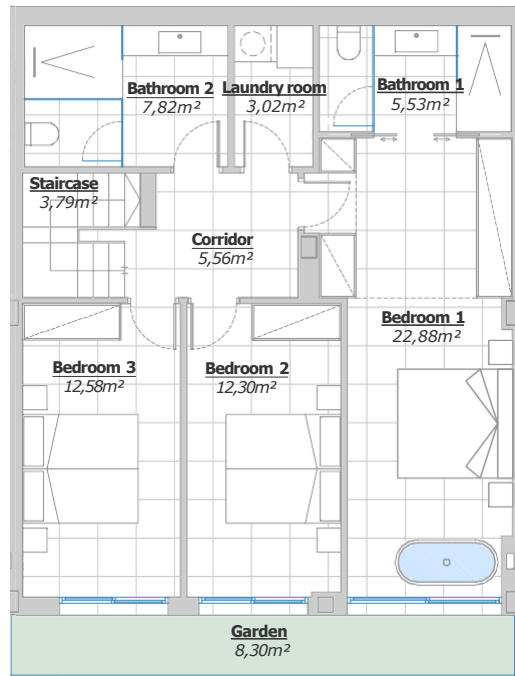 Bathroom 2
7,82m²
Laundry room
3,02m²
Bathroom 1
5,53m²
Staircase
3,79m²
Corridor
5,56m²
Bedroom 1
22,88m²
Bedroom 3
12,58m²
Bedroom 2
12,30m²
Garden
8,30m²